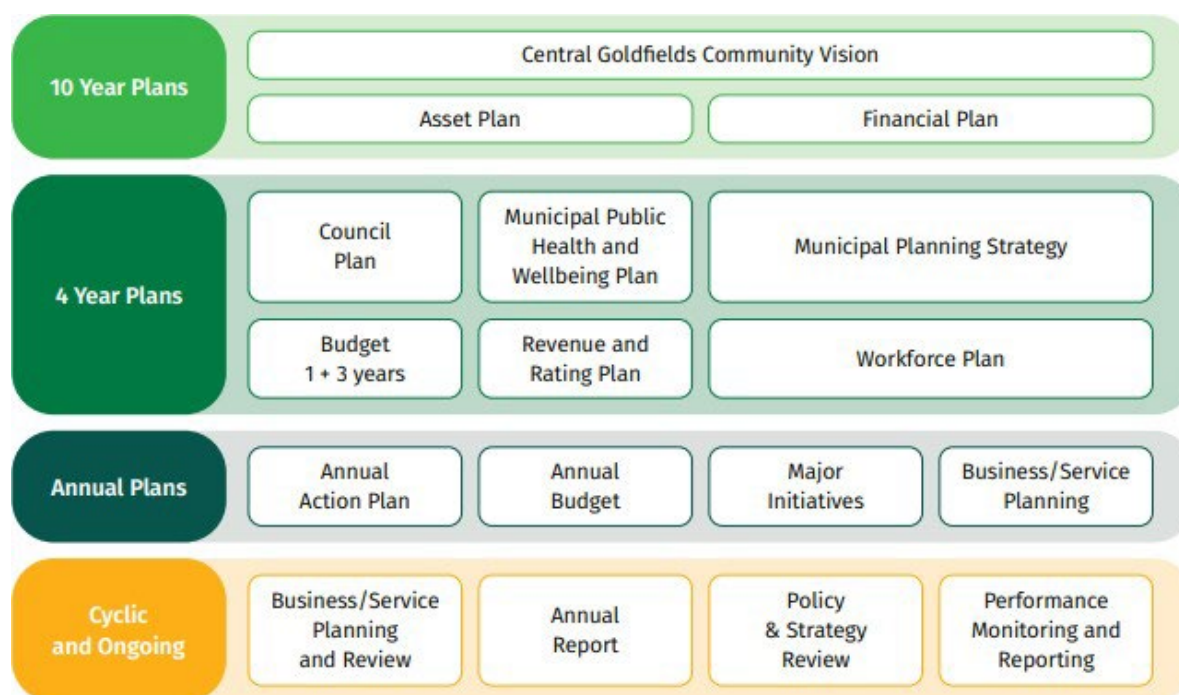 10 Year Plans
Central Goldfields Community Vision
Asset Plan
Financial Plan
4 Year Plans
Council
Plan
Municipal Public
Health and
Wellbeing Plan
Municipal Planning Strategy
Budget
1 + 3 years
Revenue and
Rating Plan
Workforce Plan
Annual Plans
Annual
Action Plan
Annual
Budget
Major
Initiatives
Business/Service
Planning
Cyclic
and Ongoing
Business/Service
Planning
and Review
Annual
Report
Policy
& Strategy
Review
Performance
Monitoring and
Reporting